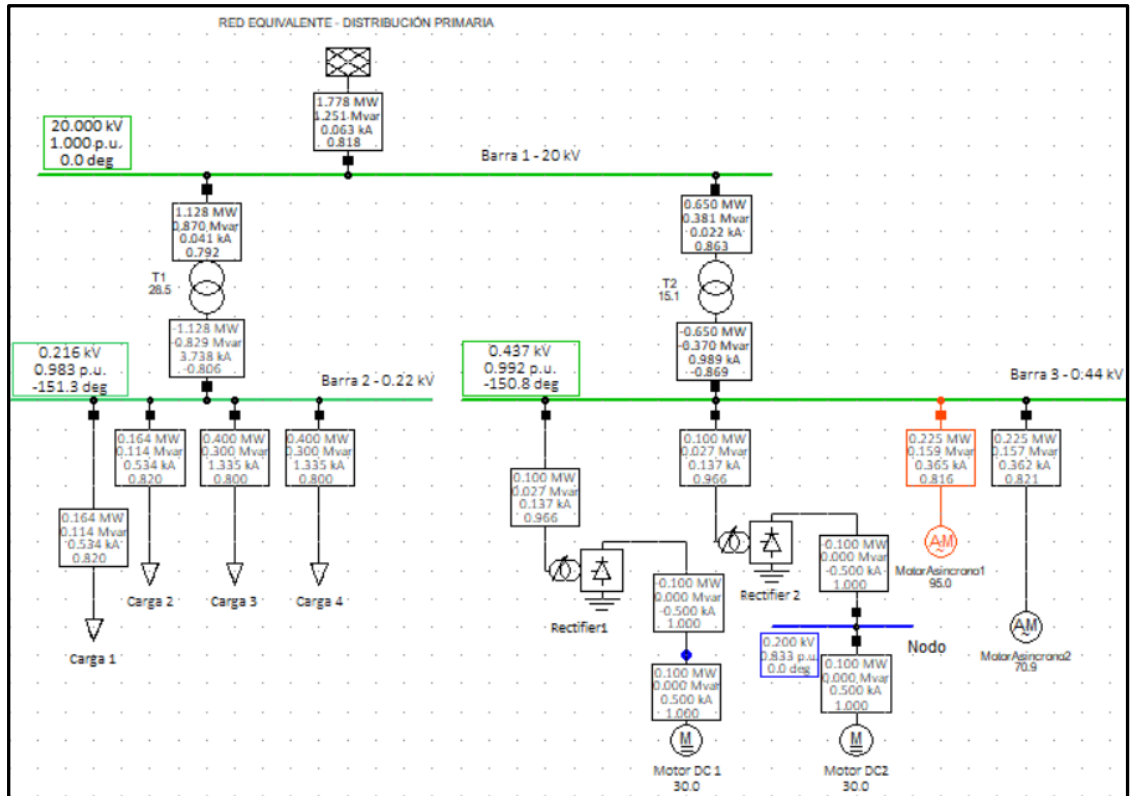 RED EQUIVALENTE - DISTRIBUCIÓN PRIMARIA
1.778 MW
1.251 Mvar
0.063 kA
0.818
20.000 kV
1.000 p.u.
0.0 deg
Barra 1 - 20 kV
1.128 MW
0.870 Mvar
0.041 kA
0.792
0.650 MW
0.381 Mvar
0.022 kA
0.863
T1
28.5
T2
15.1
-1.128 MW
-0.829 Mvar
3.738 kA
-0.806
-0.650 MW
-0.370 Mvar
0.989 kA
-0.869
0.216 kV
0.983 p.u.
-151.3 deg
Barra 2 - 0.22 kV
0.437 kV
0.992 p.u.
-150.8 deg
Barra 3 - 0.44 kV
0.164 MW
0.114 Mvar
0.534 kA
0.820
0.400 MW
0.300 Mvar
1.335 kA
0.800
0.400 MW
0.300 Mvar
1.335 kA
0.800
0.100 MW
0.027 Mvar
0.137 kA
0.966
0.225 MW
0.159 Mvar
0.365 kA
0.816
0.225 MW
0.157 Mvar
0.362 kA
0.821
0.100 MW
0.027 Mvar
0.137 kA
0.966
0.164 MW
0.114 Mvar
0.534 kA
0.820
Carga 2
Carga 3
Carga 4
Carga 1
Rectifier1
Rectifier 2
-0.100 MW
0.000 Mvar
-0.500 kA
1.000
-0.100 MW
0.000 Mvar
-0.500 kA
1.000
A~M
MotorAsincrona1
95.0
A~M
MotorAsincrona2
70.9
Nodo
0.200 kV
0.833 p.u.
0.0 deg
0.100 MW
0.000 Mvar
0.500 kA
1.000
0.100 MW
0.000 Mvar
0.500 kA
1.000
M
Motor DC 1
30.0
M
Motor DC2
30.0